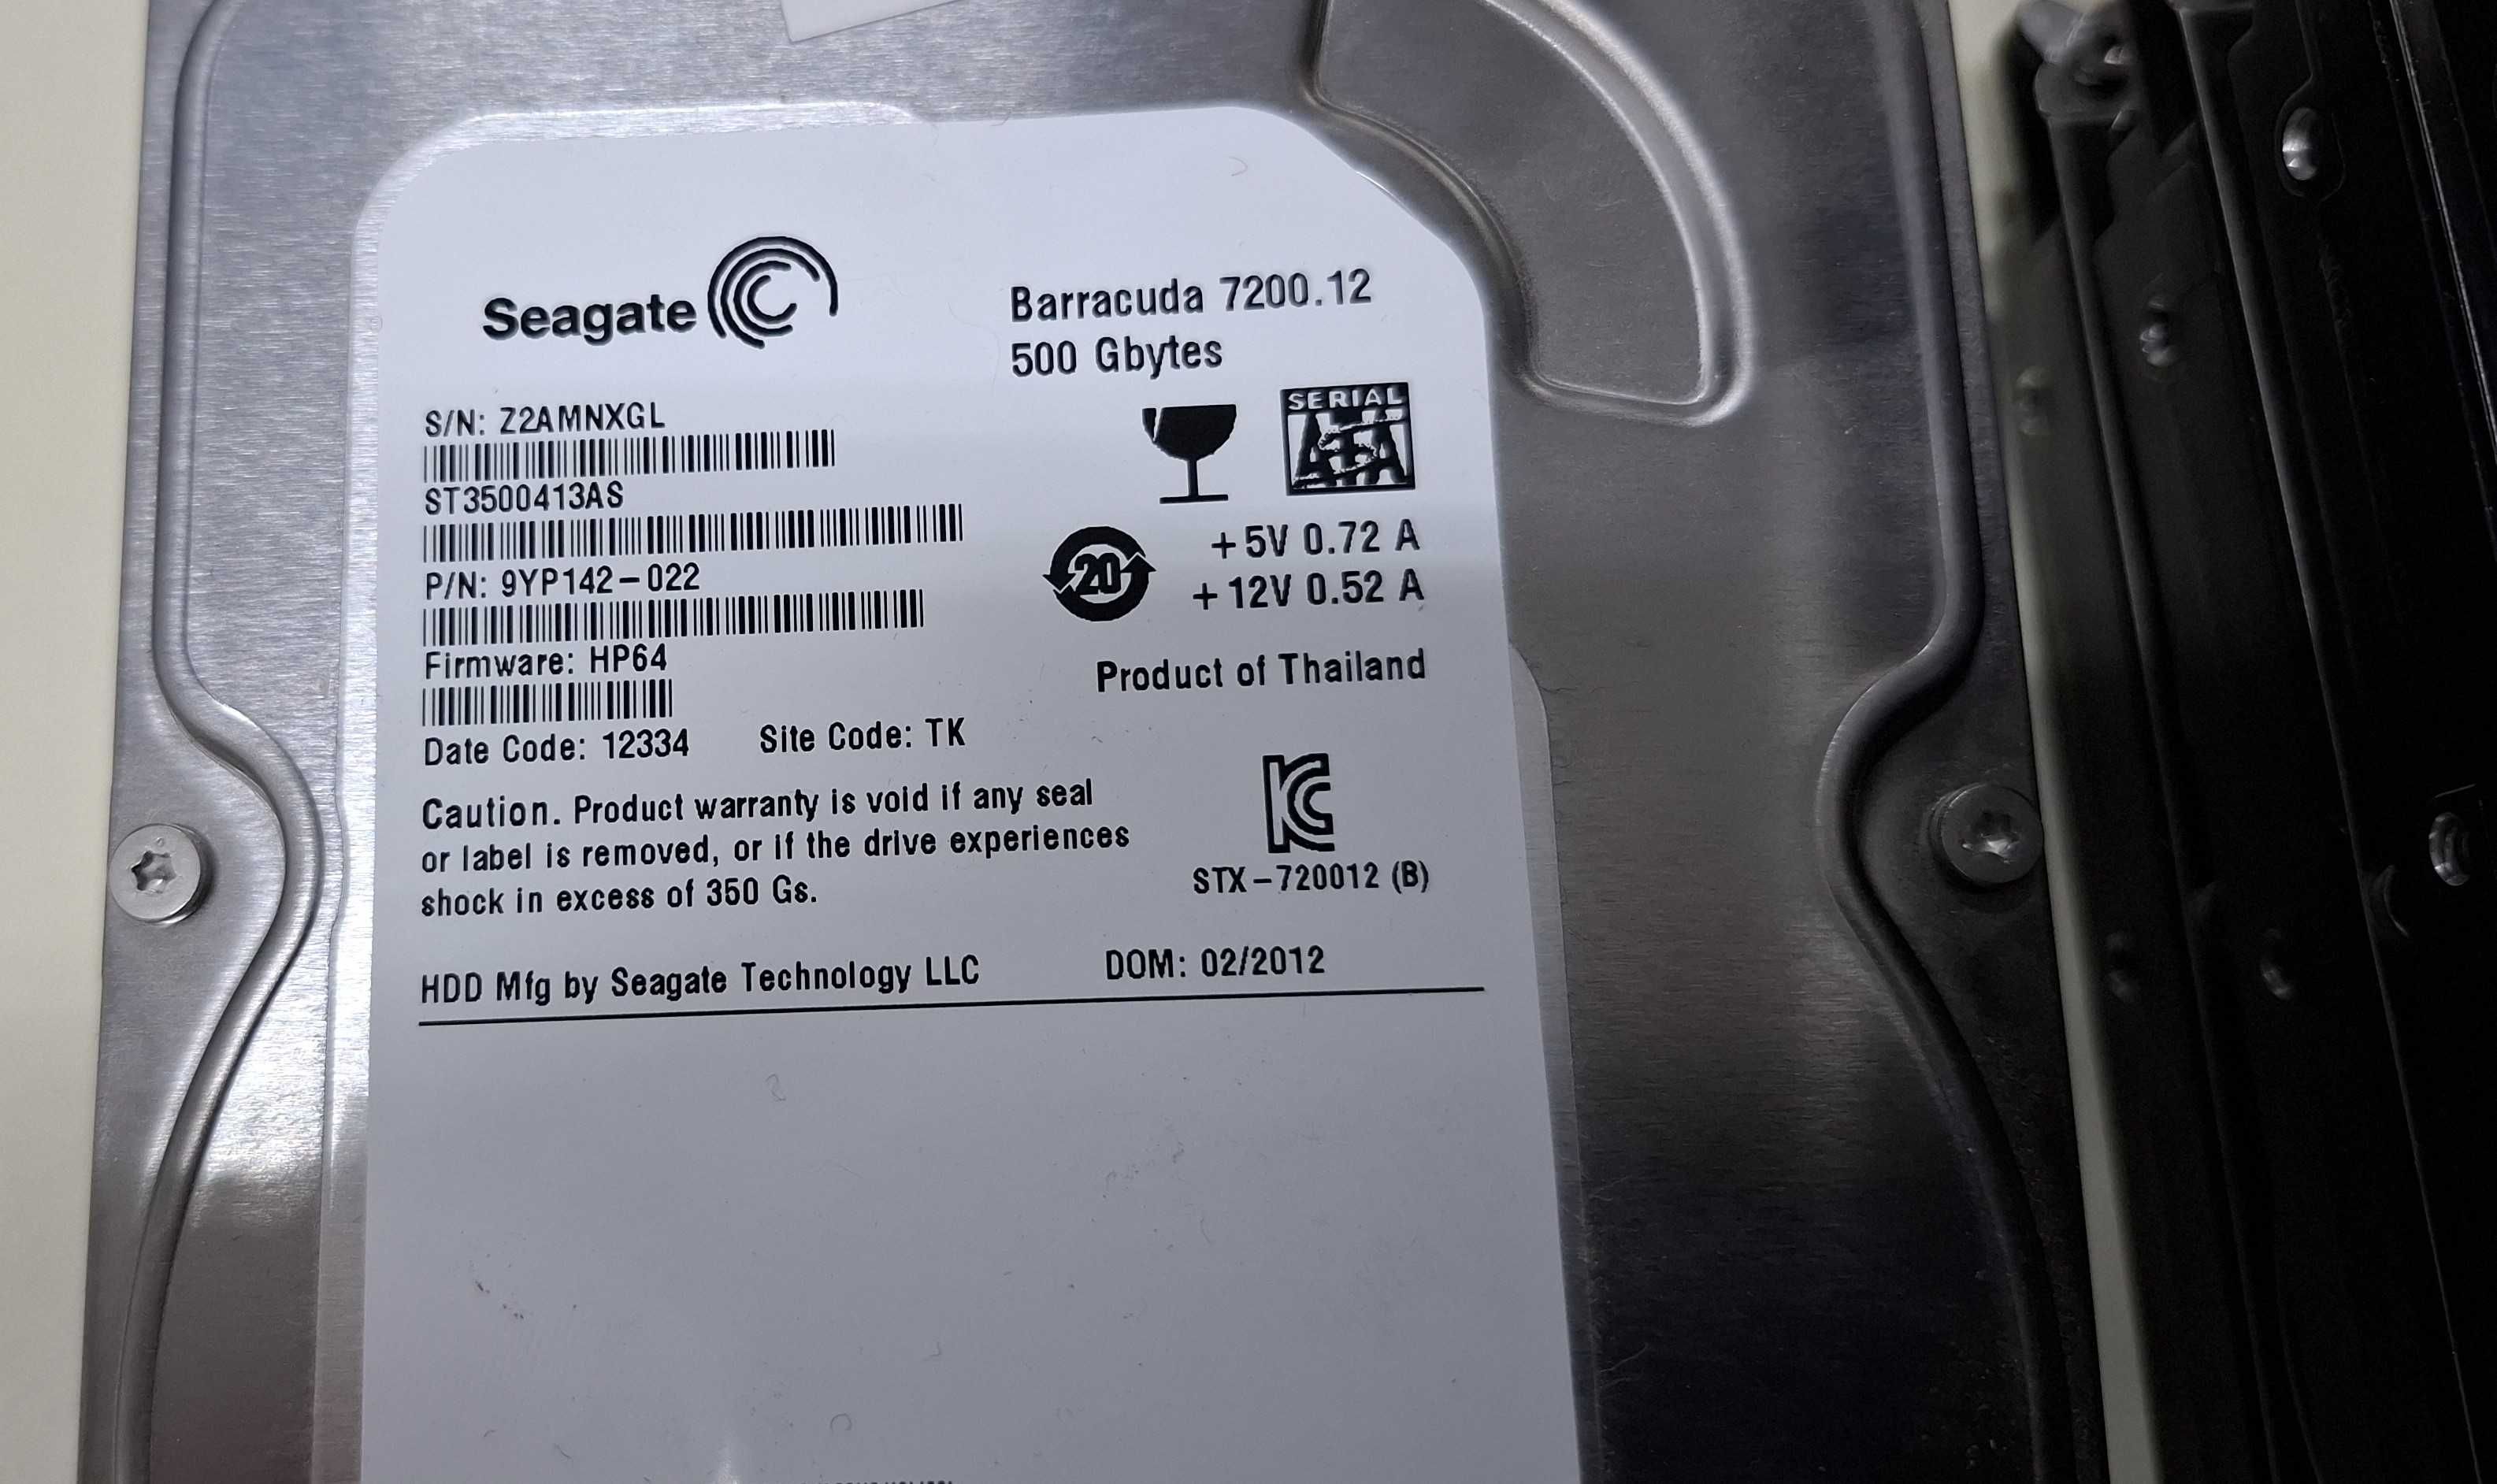 Seagate
Barracuda 7200.12
500 Gbytes
S/N: Z2AMNXGL
ST3500413AS
P/N: 9YP142-022
Firmware: HP64
Date Code: 12334
Site Code: TK
SERIAL
ATA
20
+5V 0.72 A
+12V 0.52 A
Product of Thailand
Caution. Product warranty is void if any seal
or label is removed, or if the drive experiences
shock in excess of 350 Gs.
STX-720012 (B)
HDD Mfg by Seagate Technology LLC
DOM: 02/2012